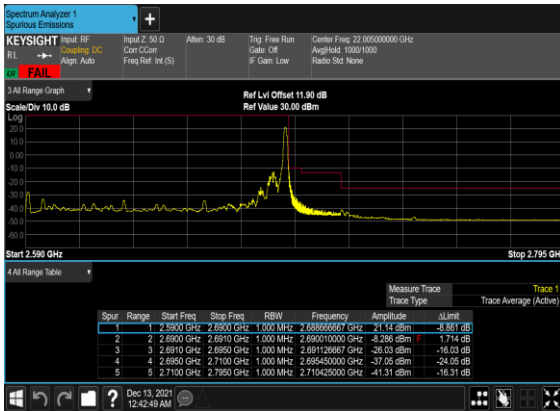 Spectrum Analyzer 1
Spurious Emissions
KEYSIGHT Input: RF Input Z: 50 Ω Atten: 30 dB Trig: Free Run Center Freq: 22.005000000 GHz
RL Coupling: DC Corr CCorr Gate: Off Avg|Hold: 1000/1000
Align: Auto Freq Ref: Int (S) IF Gain: Low Radio Std: None
LW FAIL
3 All Range Graph
Ref Lvl Offset 11.90 dB
Scale/Div 10.0 dB Ref Value 30.00 dBm
Log
20.0
10.0
0.00
-10.0
-20.0
-30.0
-40.0
-50.0
-60.0
Start 2.590 GHz Stop 2.795 GH
4 All Range Table
Measure Trace Trace 1
Trace Type Trace Average (Active)
Spur Range Start Freq Stop Freq RBW Frequency Amplitude ΔLimit
1 1 2.5900 GHz 2.6900 GHz 1.000 MHz 2.688666667 GHz 21.14 dBm -8.861 dB
2 2 2.6900 GHz 2.6910 GHz 1.000 MHz 2.690010000 GHz -8.286 dBm F 1.714 dB
3 3 2.6910 GHz 2.6950 GHz 1.000 MHz 2.691126667 GHz -26.03 dBm -16.03 dB
4 4 2.6950 GHz 2.7100 GHz 1.000 MHz 2.695450000 GHz -37.05 dBm -24.05 dB
5 5 2.7100 GHz 2.7950 GHz 1.000 MHz 2.710425000 GHz -41.31 dBm -16.31 dB
Dec 13, 2021
12:42:49 AM